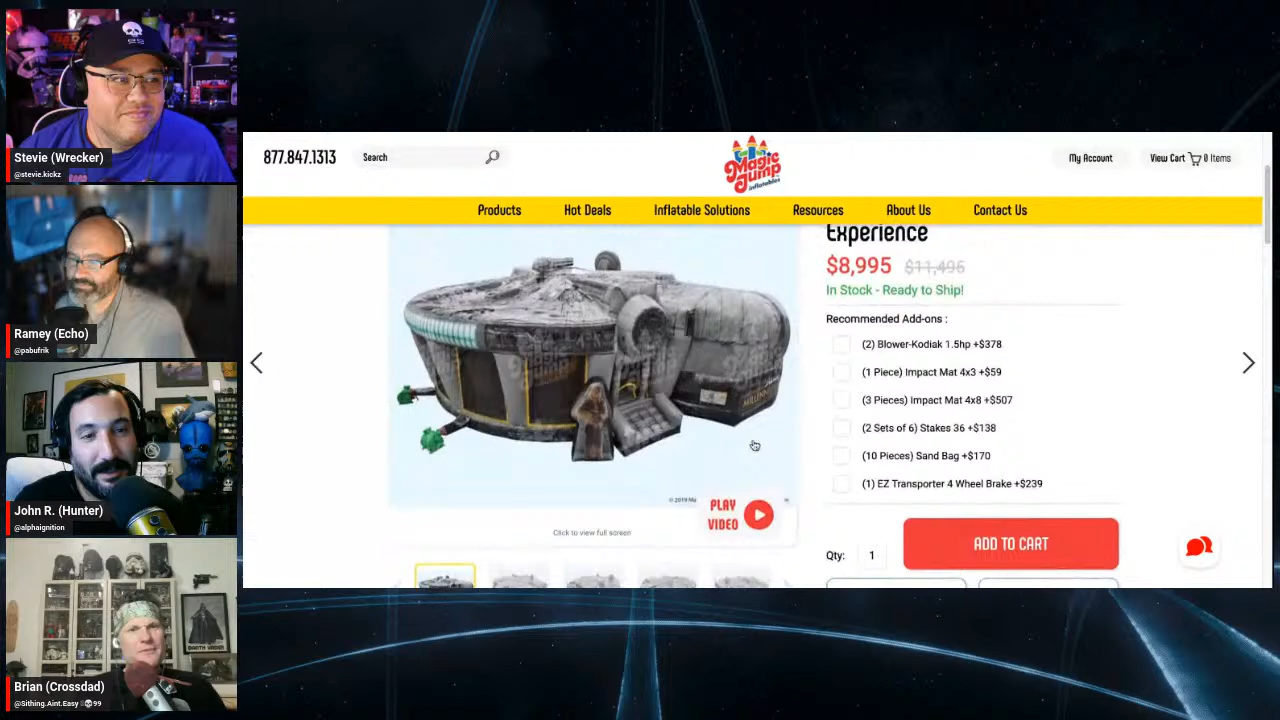 Stevie (Wrecker)
@stevie.kickz
Ramey (Echo)
@pabufrik
John R. (Hunter)
@alphaignition
DARTH VADER
Brian (Crossdad)
@Sithing.Aint.Easy
99
877.847.1313
Search
Magic Jump
inflatables
My Account
View Cart 0 Items
Products
Hot Deals
Inflatable Solutions
Resources
About Us
Contact Us
Experience
$8,995 $11,495
In Stock - Ready to Ship!
Recommended Add-ons :
(2) Blower-Kodiak 1.5hp +$378
(1 Piece) Impact Mat 4x3 +$59
(3 Pieces) Impact Mat 4x8 +$507
(2 Sets of 6) Stakes 36 +$138
(10 Pieces) Sand Bag +$170
(1) EZ Transporter 4 Wheel Brake +$239
© 2019
PLAY
VIDEO
Click to view full screen
Qty: 1
ADD TO CART